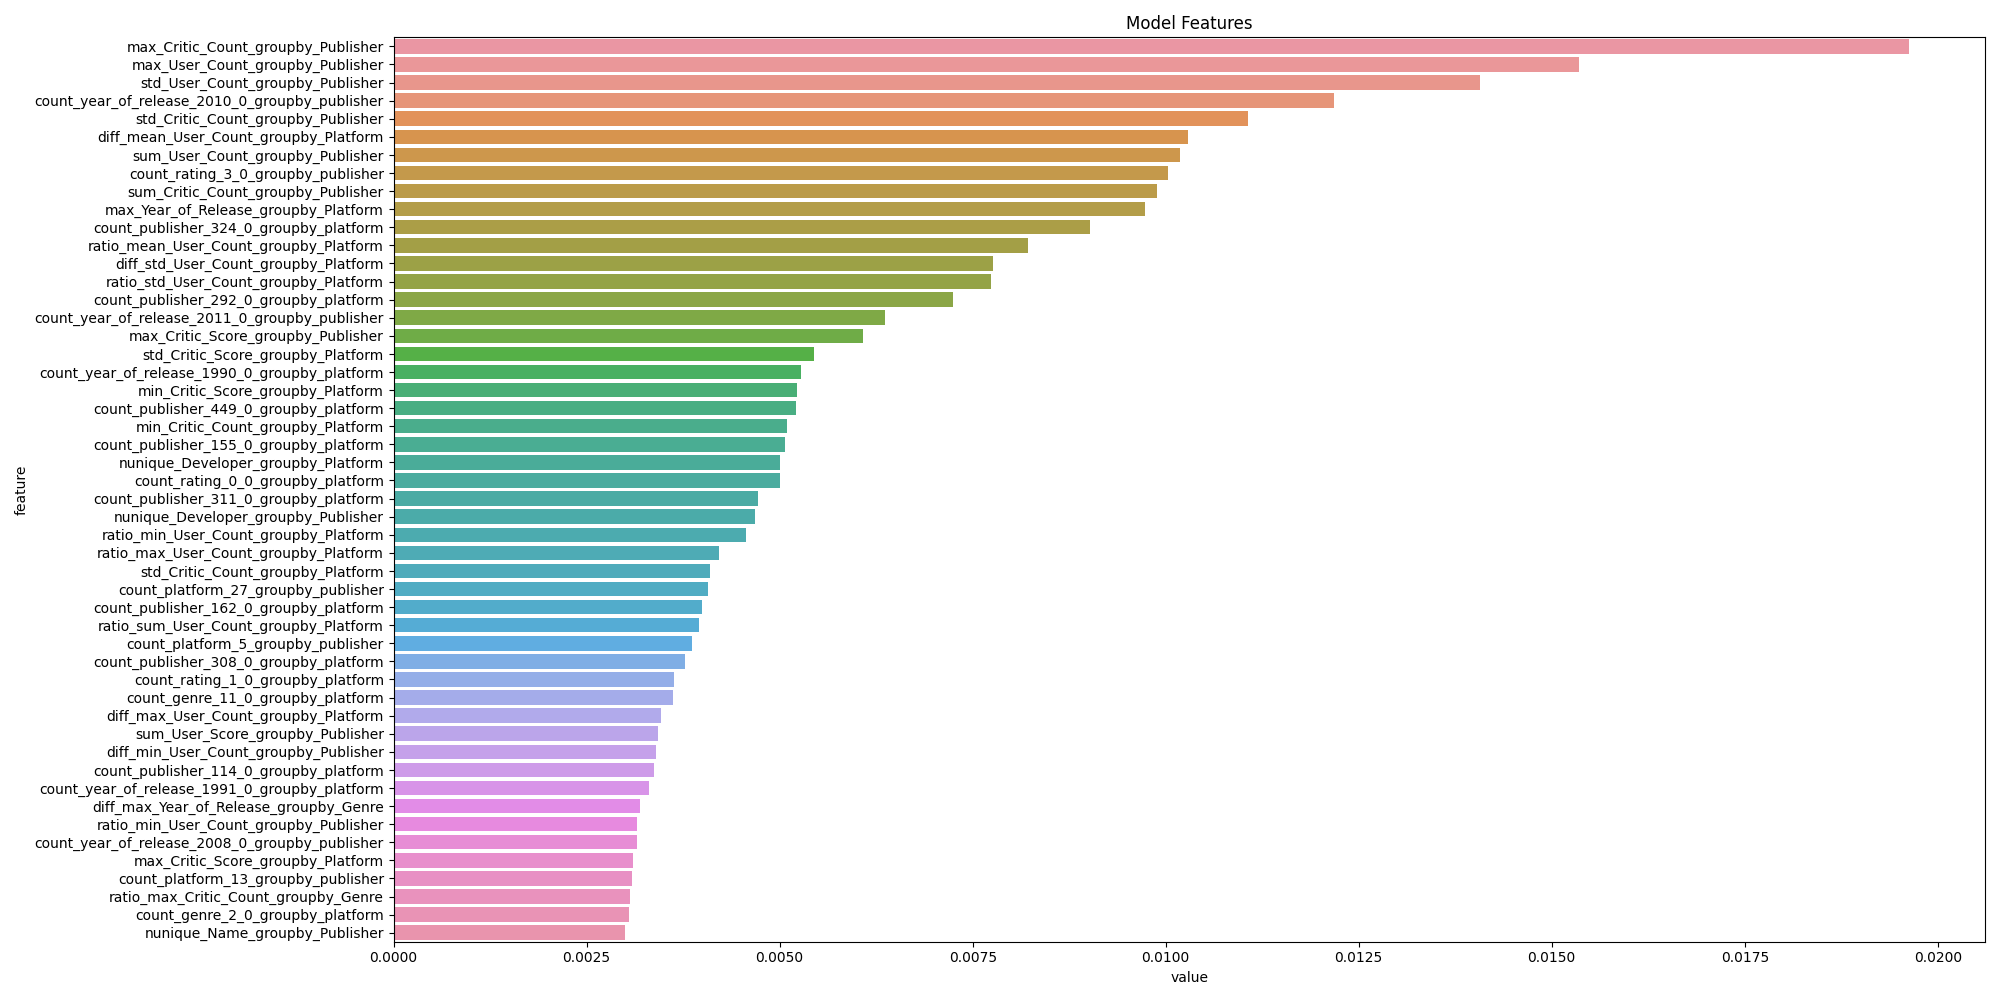 Model Features
max_Critic_Count_groupby_Publisher
max_User_Count_groupby_Publisher
std_User_Count_groupby_Publisher
count_year_of_release_2010_0_groupby_publisher
std_Critic_Count_groupby_Publisher
diff_mean_User_Count_groupby_Platform
sum_User_Count_groupby_Publisher
count_rating_3_0_groupby_publisher
sum_Critic_Count_groupby_Publisher
max_Year_of_Release_groupby_Platform
count_publisher_324_0_groupby_platform
ratio_mean_User_Count_groupby_Platform
diff_std_User_Count_groupby_Platform
ratio_std_User_Count_groupby_Platform
count_publisher_292_0_groupby_platform
count_year_of_release_2011_0_groupby_publisher
max_Critic_Score_groupby_Publisher
std_Critic_Score_groupby_Platform
count_year_of_release_1990_0_groupby_platform
min_Critic_Score_groupby_Platform
count_publisher_449_0_groupby_platform
min_Critic_Count_groupby_Platform
count_publisher_155_0_groupby_platform
nunique_Developer_groupby_Platform
count_rating_0_0_groupby_platform
count_publisher_311_0_groupby_platform
nunique_Developer_groupby_Publisher
ratio_min_User_Count_groupby_Platform
ratio_max_User_Count_groupby_Platform
std_Critic_Count_groupby_Platform
count_platform_27_groupby_publisher
count_publisher_162_0_groupby_platform
ratio_sum_User_Count_groupby_Platform
count_platform_5_groupby_publisher
count_publisher_308_0_groupby_platform
count_rating_1_0_groupby_platform
count_genre_11_0_groupby_platform
diff_max_User_Count_groupby_Platform
sum_User_Score_groupby_Publisher
diff_min_User_Count_groupby_Publisher
count_publisher_114_0_groupby_platform
count_year_of_release_1991_0_groupby_platform
diff_max_Year_of_Release_groupby_Genre
ratio_min_User_Count_groupby_Publisher
count_year_of_release_2008_0_groupby_publisher
max_Critic_Score_groupby_Platform
count_platform_13_groupby_publisher
ratio_max_Critic_Count_groupby_Genre
count_genre_2_0_groupby_platform
nunique_Name_groupby_Publisher
feature
0.0000 0.0025 0.0050 0.0075 0.0100 0.0125 0.0150 0.0175 0.0200
value